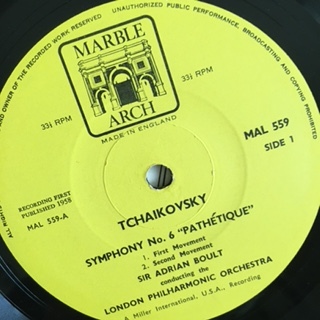 OWNER OF THE RECORDED WORK RESERVED
UNAUTHORIZED PUBLIC PERFORMANCE, BROADCASTING AND COPYING
ALL RIGHTS
MARBLE
ARCH
33⅓ RPM
33⅓ RPM
MADE IN ENGLAND
MAL 559
SIDE 1
RECORDING FIRST
PUBLISHED 1958
MAL 559-A
TCHAIKOVSKY
SYMPHONY No. 6 "PATHÉTIQUE"
1. First Movement
2. Second Movement
SIR ADRIAN BOULT
conducting the
LONDON PHILHARMONIC ORCHESTRA
A Miller International, U.S.A., Recording